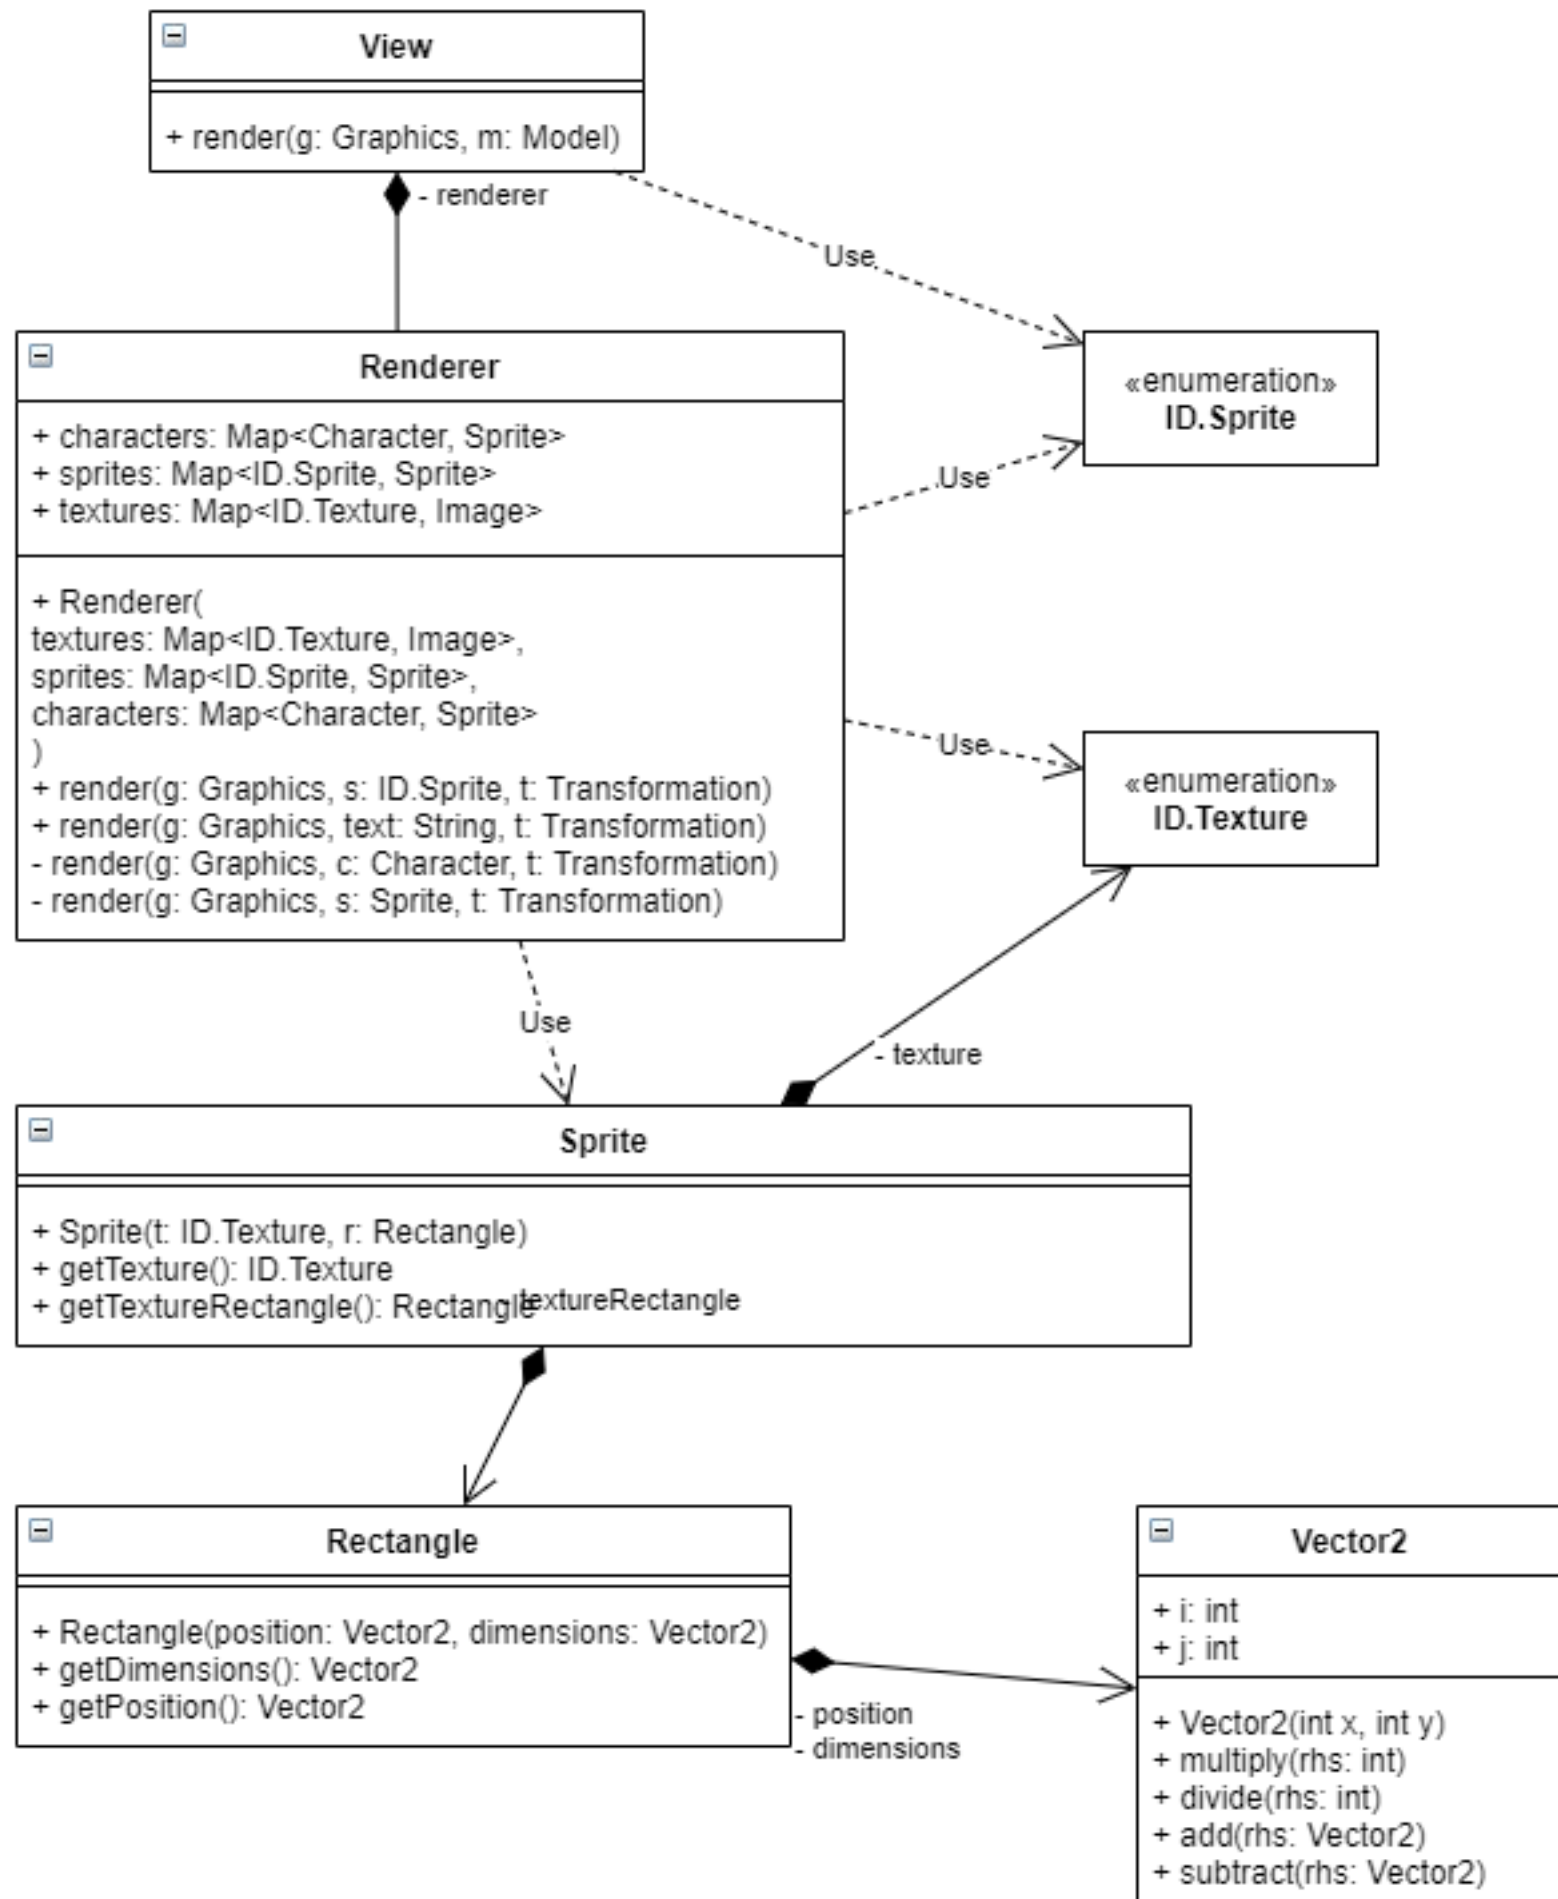 View
+ render(g: Graphics, m: Model)
- renderer
Use
Renderer
+ characters: Map<Character, Sprite>
+ sprites: Map<ID.Sprite, Sprite>
+ textures: Map<ID.Texture, Image>
+ Renderer(
textures: Map<ID.Texture, Image>,
sprites: Map<ID.Sprite, Sprite>,
characters: Map<Character, Sprite>
)
+ render(g: Graphics, s: ID.Sprite, t: Transformation)
+ render(g: Graphics, text: String, t: Transformation)
- render(g: Graphics, c: Character, t: Transformation)
- render(g: Graphics, s: Sprite, t: Transformation)
«enumeration»
ID.Sprite
Use
Use
«enumeration»
ID.Texture
Use
- texture
Sprite
+ Sprite(t: ID.Texture, r: Rectangle)
+ getTexture(): ID.Texture
+ getTextureRectangle(): Rectangle
- textureRectangle
Rectangle
+ Rectangle(position: Vector2, dimensions: Vector2)
+ getDimensions(): Vector2
+ getPosition(): Vector2
- position
- dimensions
Vector2
+ i: int
+ j: int
+ Vector2(int x, int y)
+ multiply(rhs: int)
+ divide(rhs: int)
+ add(rhs: Vector2)
+ subtract(rhs: Vector2)